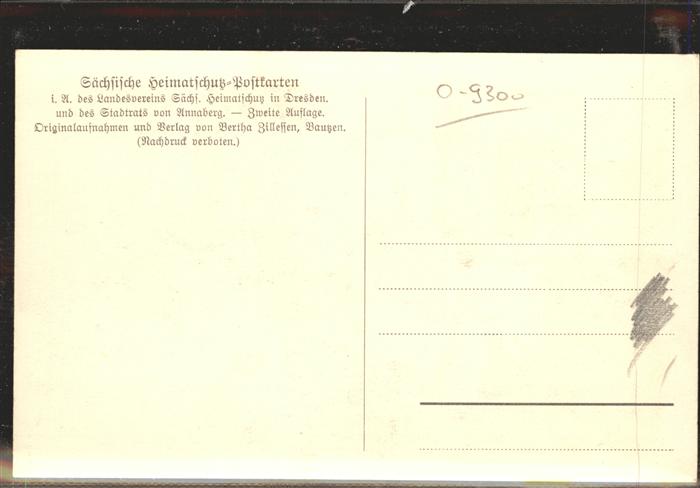 Sächsische Heimatschutz-Postkarten
i. A. des Landesvereins Sächs. Heimatschutz in Dresden.
und des Stadtrats von Annaberg. — Zweite Auflage.
Originalaufnahmen und Verlag von Bertha Zillessen, Bautzen.
(Nachdruck verboten.)
O-9300